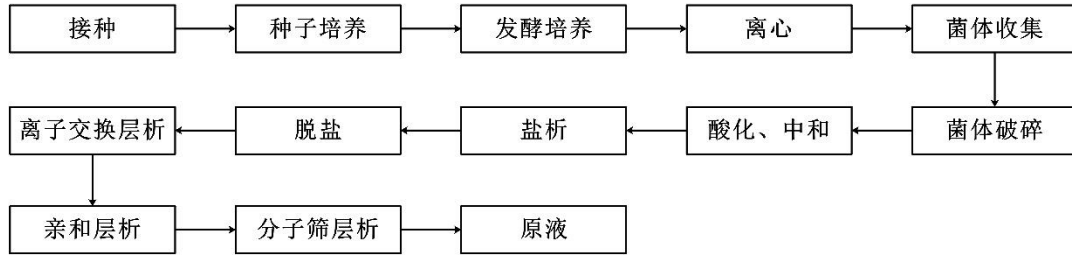 接种
种子培养
发酵培养
离心
菌体收集
菌体破碎
酸化、中和
盐析
脱盐
离子交换层析
亲和层析
分子筛层析
原液